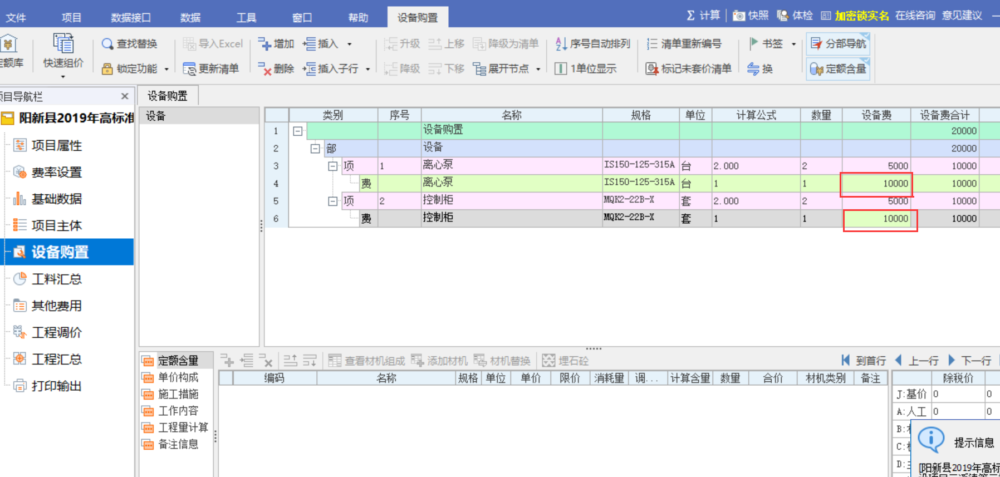 文件 项目 数据接口 数据 工具 窗口 帮助 设备购置 Σ 计算 快照 体检 加密锁实名 在线咨询 意见建议
查找替换 导入Excel 增加 插入 升级 上移 降级为清单 序号自动排列 清单重新编号 书签 分部导航
定额库 快速组价
锁定功能 更新清单 删除 插入子行 降级 下移 展开节点 1单位显示 标记未套价清单 换 定额含量
项目导航栏 × 设备购置
阳新县2019年高标准
项目属性
费率设置
基础数据
项目主体
设备购置
工料汇总
其他费用
工程调价
工程汇总
打印输出
设备
类别 序号 名称 规格 单位 计算公式 数量 设备费 设备费合计
1 设备购置 20000
2 部 设备 20000
3 项 1 离心泵 IS150-125-315A 台 2.000 2 5000 10000
4 费 离心泵 IS150-125-315A 台 1 1 10000 10000
5 项 2 控制柜 MQK2-22B-X 套 2.000 2 5000 10000
6 费 控制柜 MQK2-22B-X 套 1 1 10000 10000
定额含量
单价构成
施工措施
工作内容
工程量计算
备注信息
查看材机组成 添加材机 材机替换 埋石砼 到首行 上一行 下一行
编码 名称 规格 单位 单价 限价 消耗量 调... 计算含量 数量 合价 材机类别 备注
除税价
J:基价 0 0
A:人工 0 0
B:
C:
D:
提示信息
[阳新县2019年高标